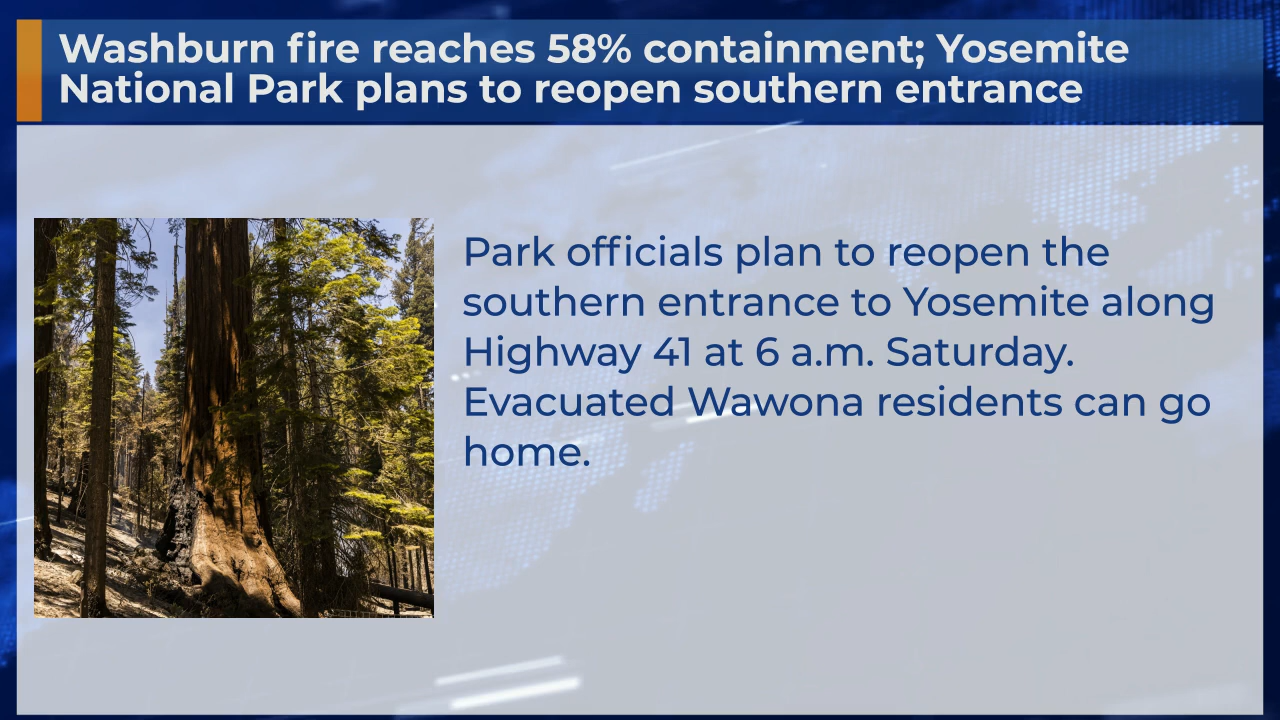 Washburn fire reaches 58% containment; Yosemite
National Park plans to reopen southern entrance
Park officials plan to reopen the
southern entrance to Yosemite along
Highway 41 at 6 a.m. Saturday.
Evacuated Wawona residents can go
home.